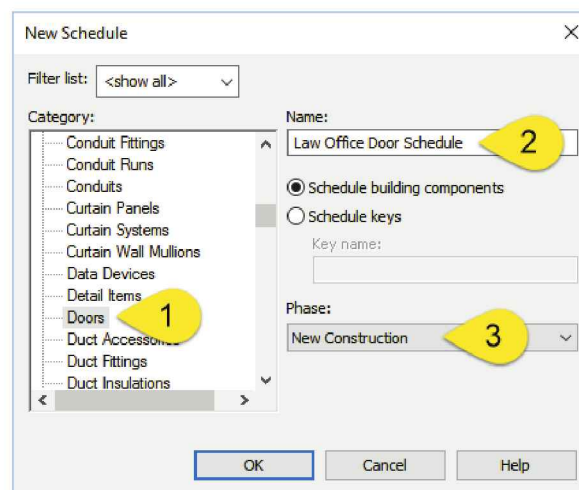 New Schedule
Filter list: <show all>
Category:
Conduit Fittings
Conduit Runs
Conduits
Curtain Panels
Curtain Systems
Curtain Wall Mullions
Data Devices
Detail Items
Doors
1
Duct Accessories
Duct Fittings
Duct Insulations
Name:
Law Office Door Schedule
2
Schedule building components
Schedule keys
Key name:
Phase:
New Construction
3
OK Cancel Help